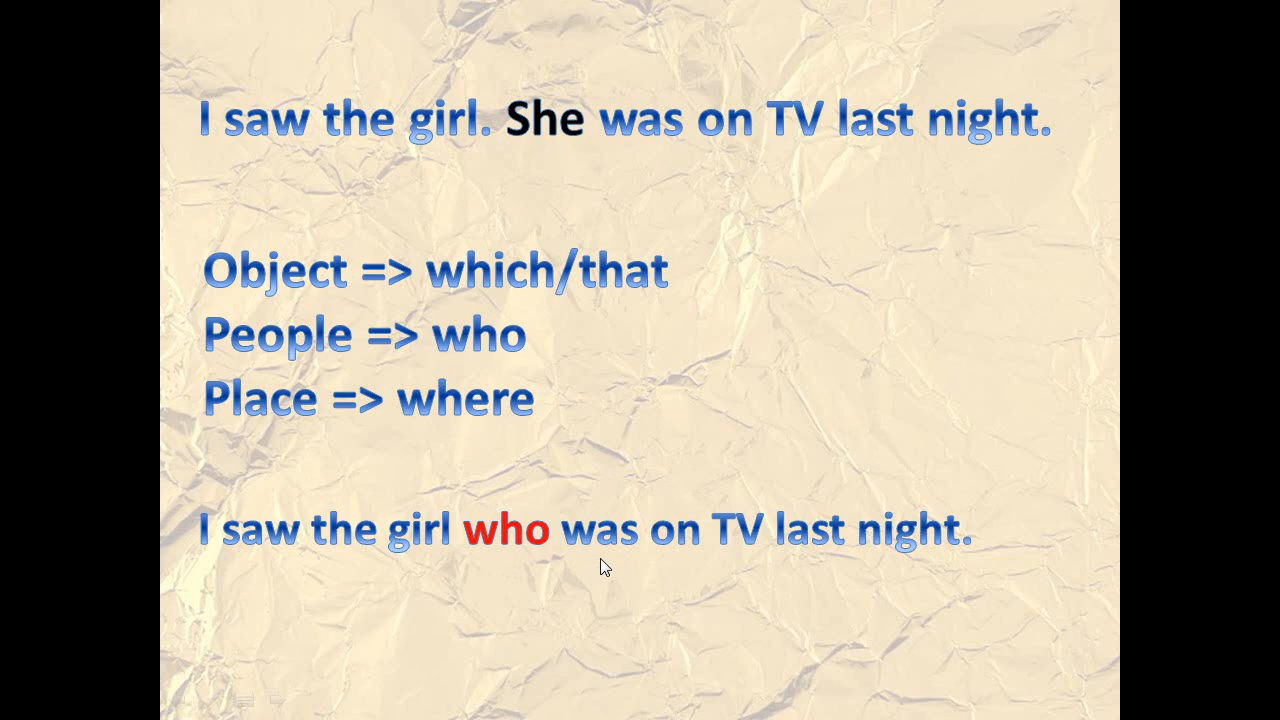 I saw the girl. She was on TV last night.
Object => which/that
People => who
Place => where
I saw the girl who was on TV last night.